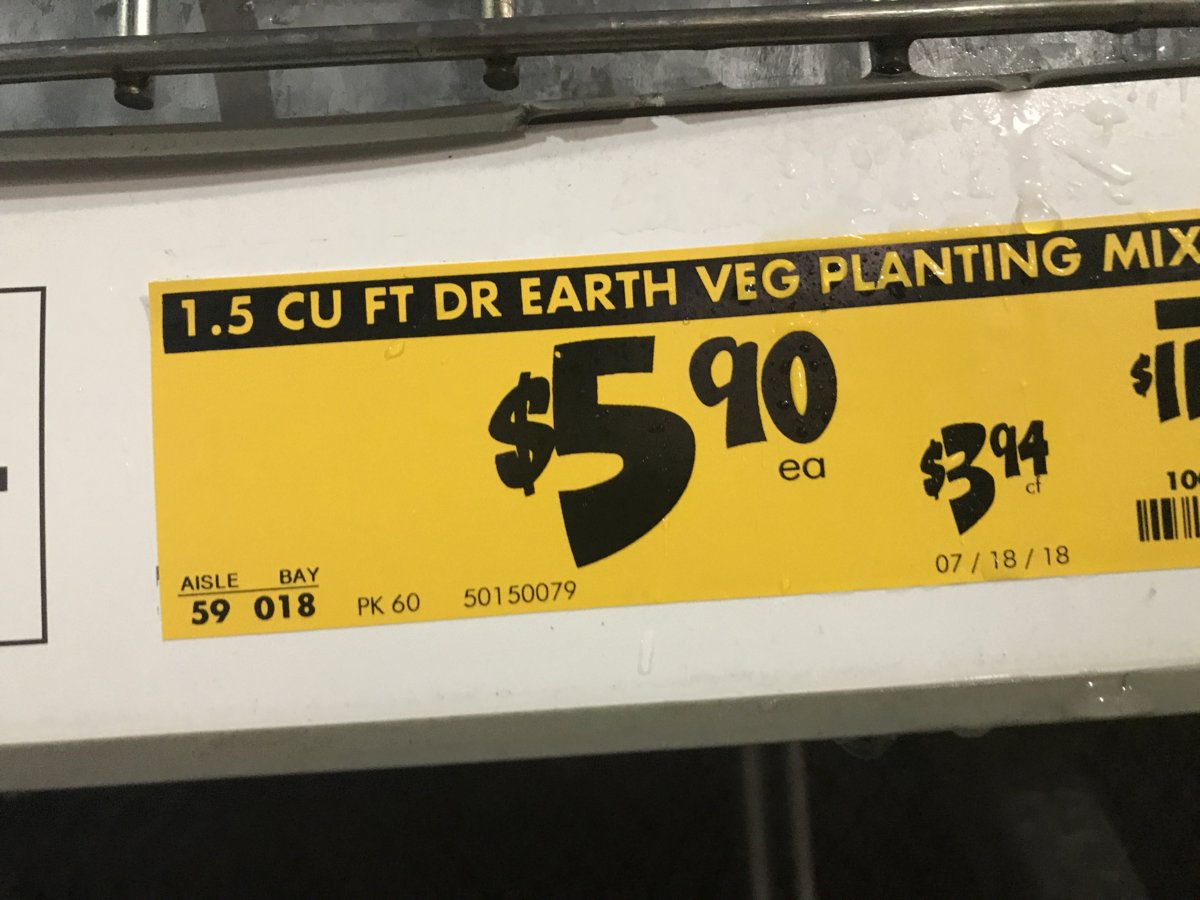 1.5 CU FT DR EARTH VEG PLANTING MIX
$5 90
ea
$3 94
cf
AISLE BAY
59 018
PK 60
50150079
07 / 18 / 18